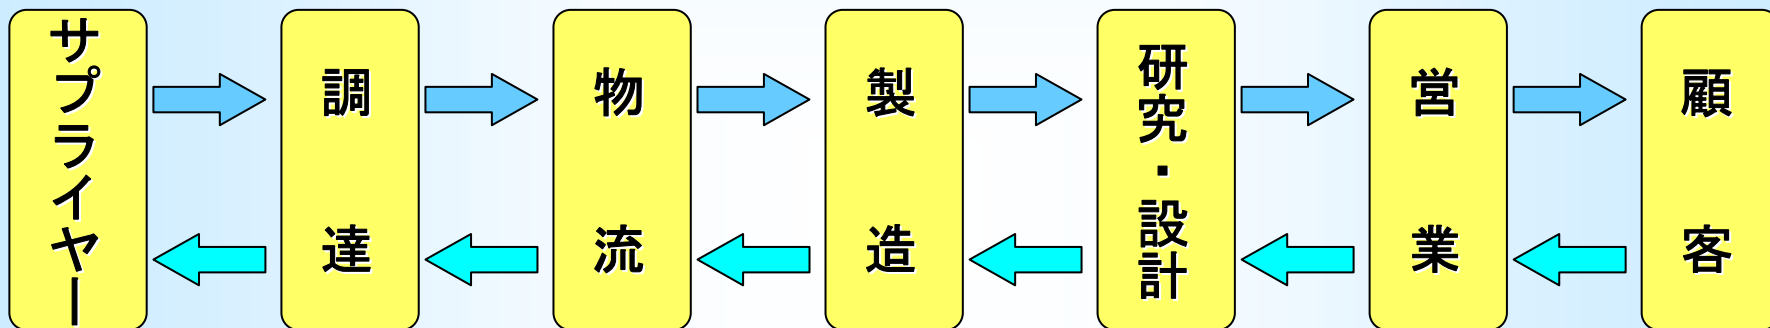 サプライヤー
調達
物流
製造
研究・設計
営業
顧客